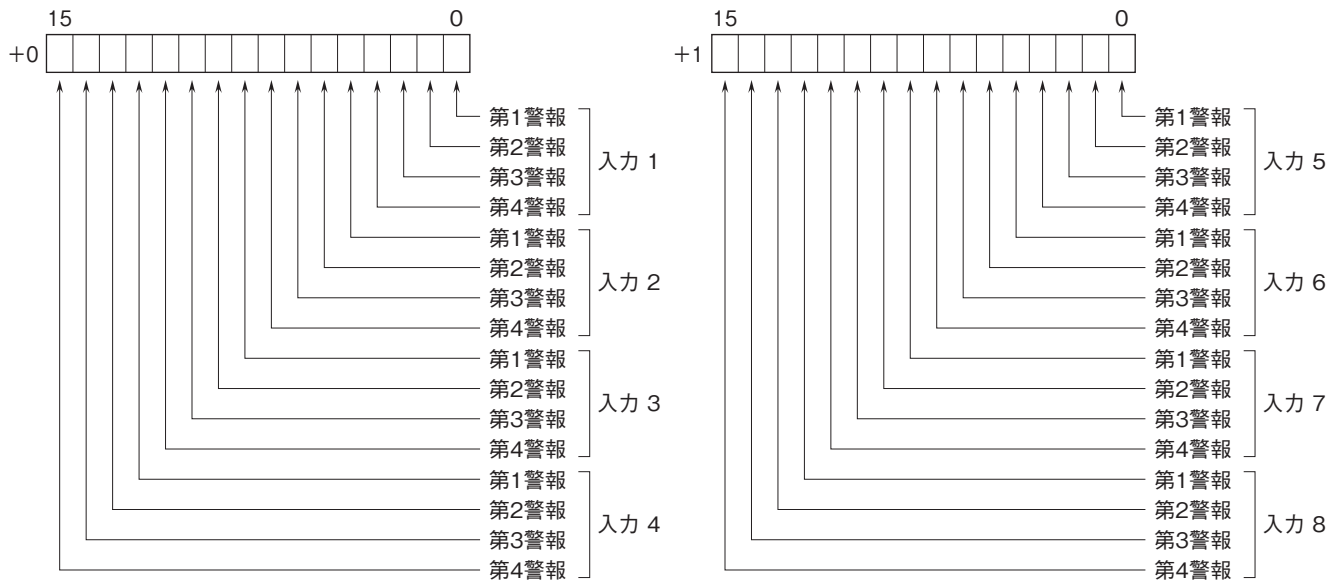 15 0
+0
第1警報
第2警報
第3警報
第4警報
入力 1
第1警報
第2警報
第3警報
第4警報
入力 2
第1警報
第2警報
第3警報
第4警報
入力 3
第1警報
第2警報
第3警報
第4警報
入力 4
15 0
+1
第1警報
第2警報
第3警報
第4警報
入力 5
第1警報
第2警報
第3警報
第4警報
入力 6
第1警報
第2警報
第3警報
第4警報
入力 7
第1警報
第2警報
第3警報
第4警報
入力 8